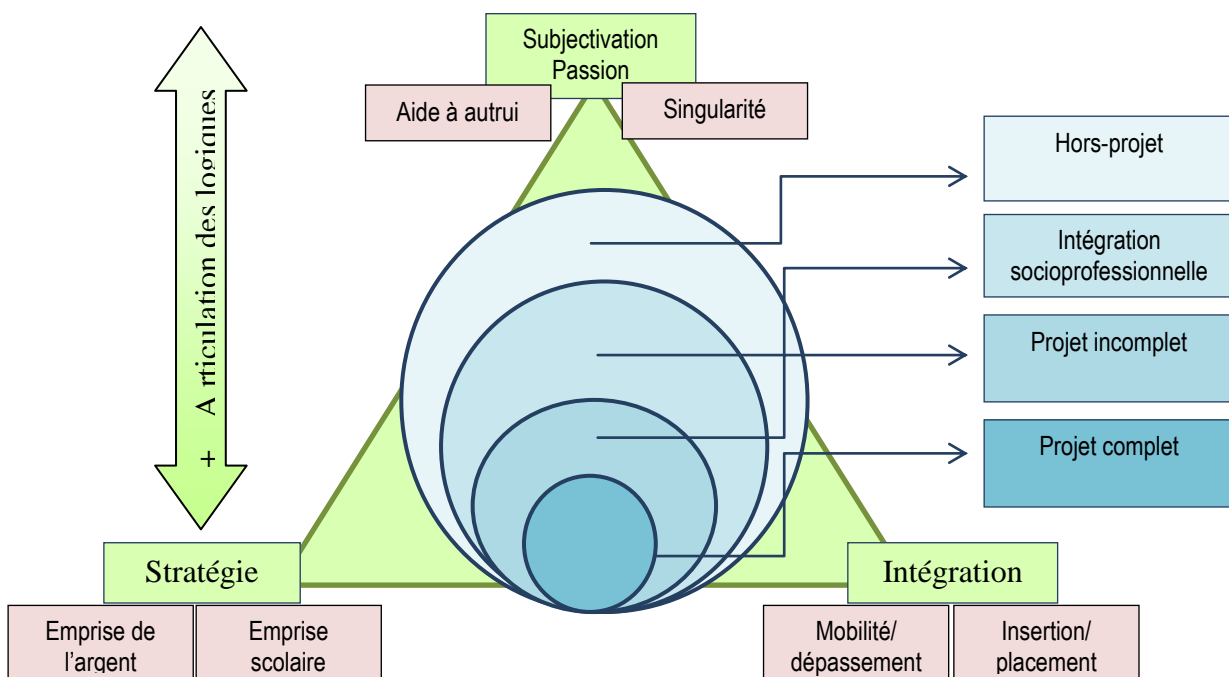 Subjectivation
Passion
Aide à autrui
Singularité
+ Articulation des logiques
Hors-projet
Intégration
socioprofessionnelle
Projet incomplet
Projet complet
Stratégie
Intégration
Emprise de
l'argent
Emprise
scolaire
Mobilité/
dépassement
Insertion/
placement